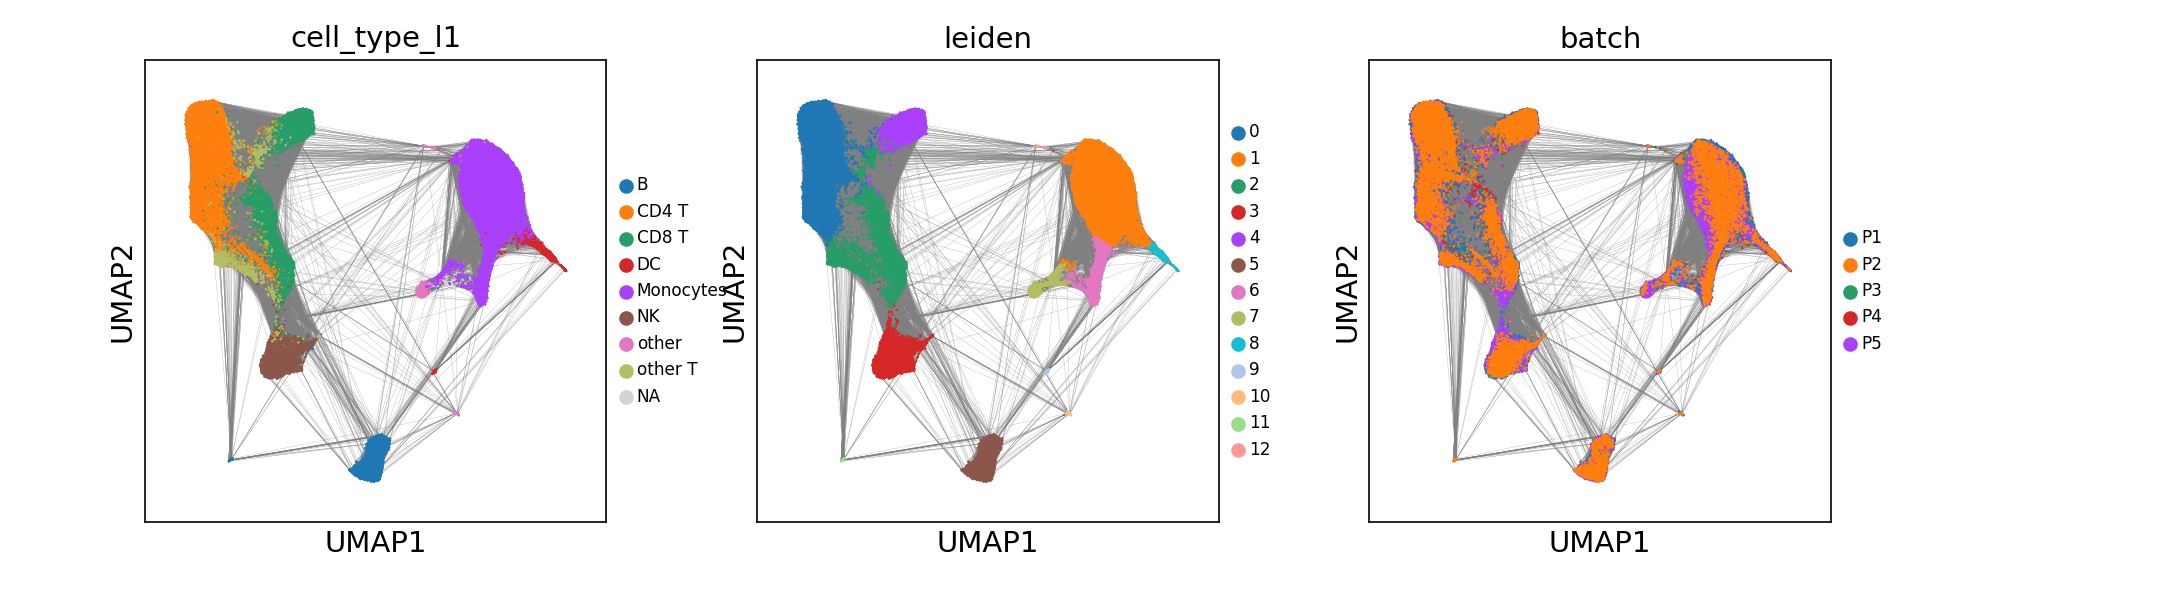 cell_type_l1
UMAP2
UMAP1
B
CD4 T
CD8 T
DC
Monocytes
NK
other
other T
NA
leiden
UMAP2
UMAP1
0
1
2
3
4
5
6
7
8
9
10
11
12
batch
UMAP2
UMAP1
P1
P2
P3
P4
P5